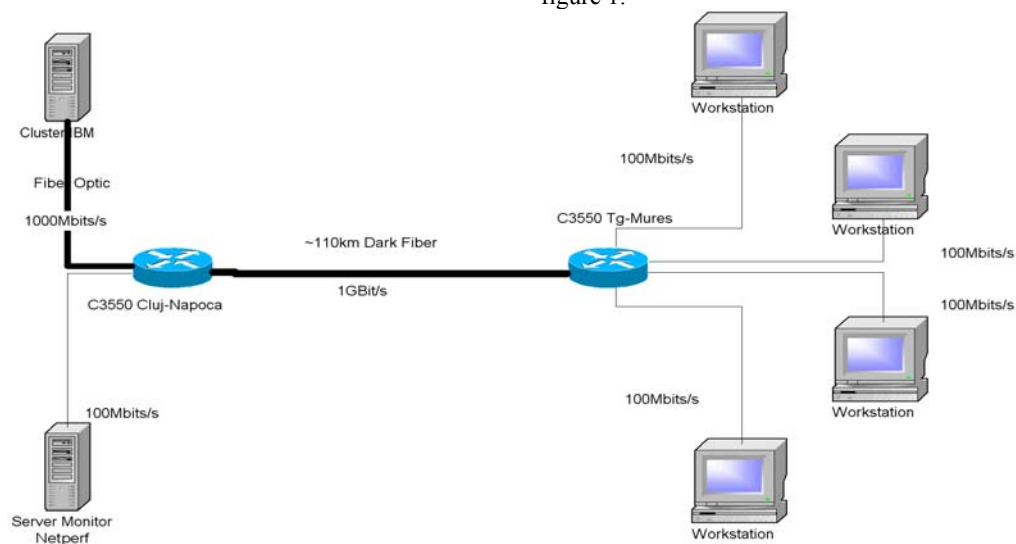 figure 1.
Workstation
Cluster IBM
100Mbits/s
Fiber Optic
Workstation
1000Mbits/s
C3550 Tg-Mures
~110km Dark Fiber
100Mbits/s
1GBit/s
C3550 Cluj-Napoca
100Mbits/s
100Mbits/s
100Mbits/s
Workstation
Server Monitor
Netperf
Workstation